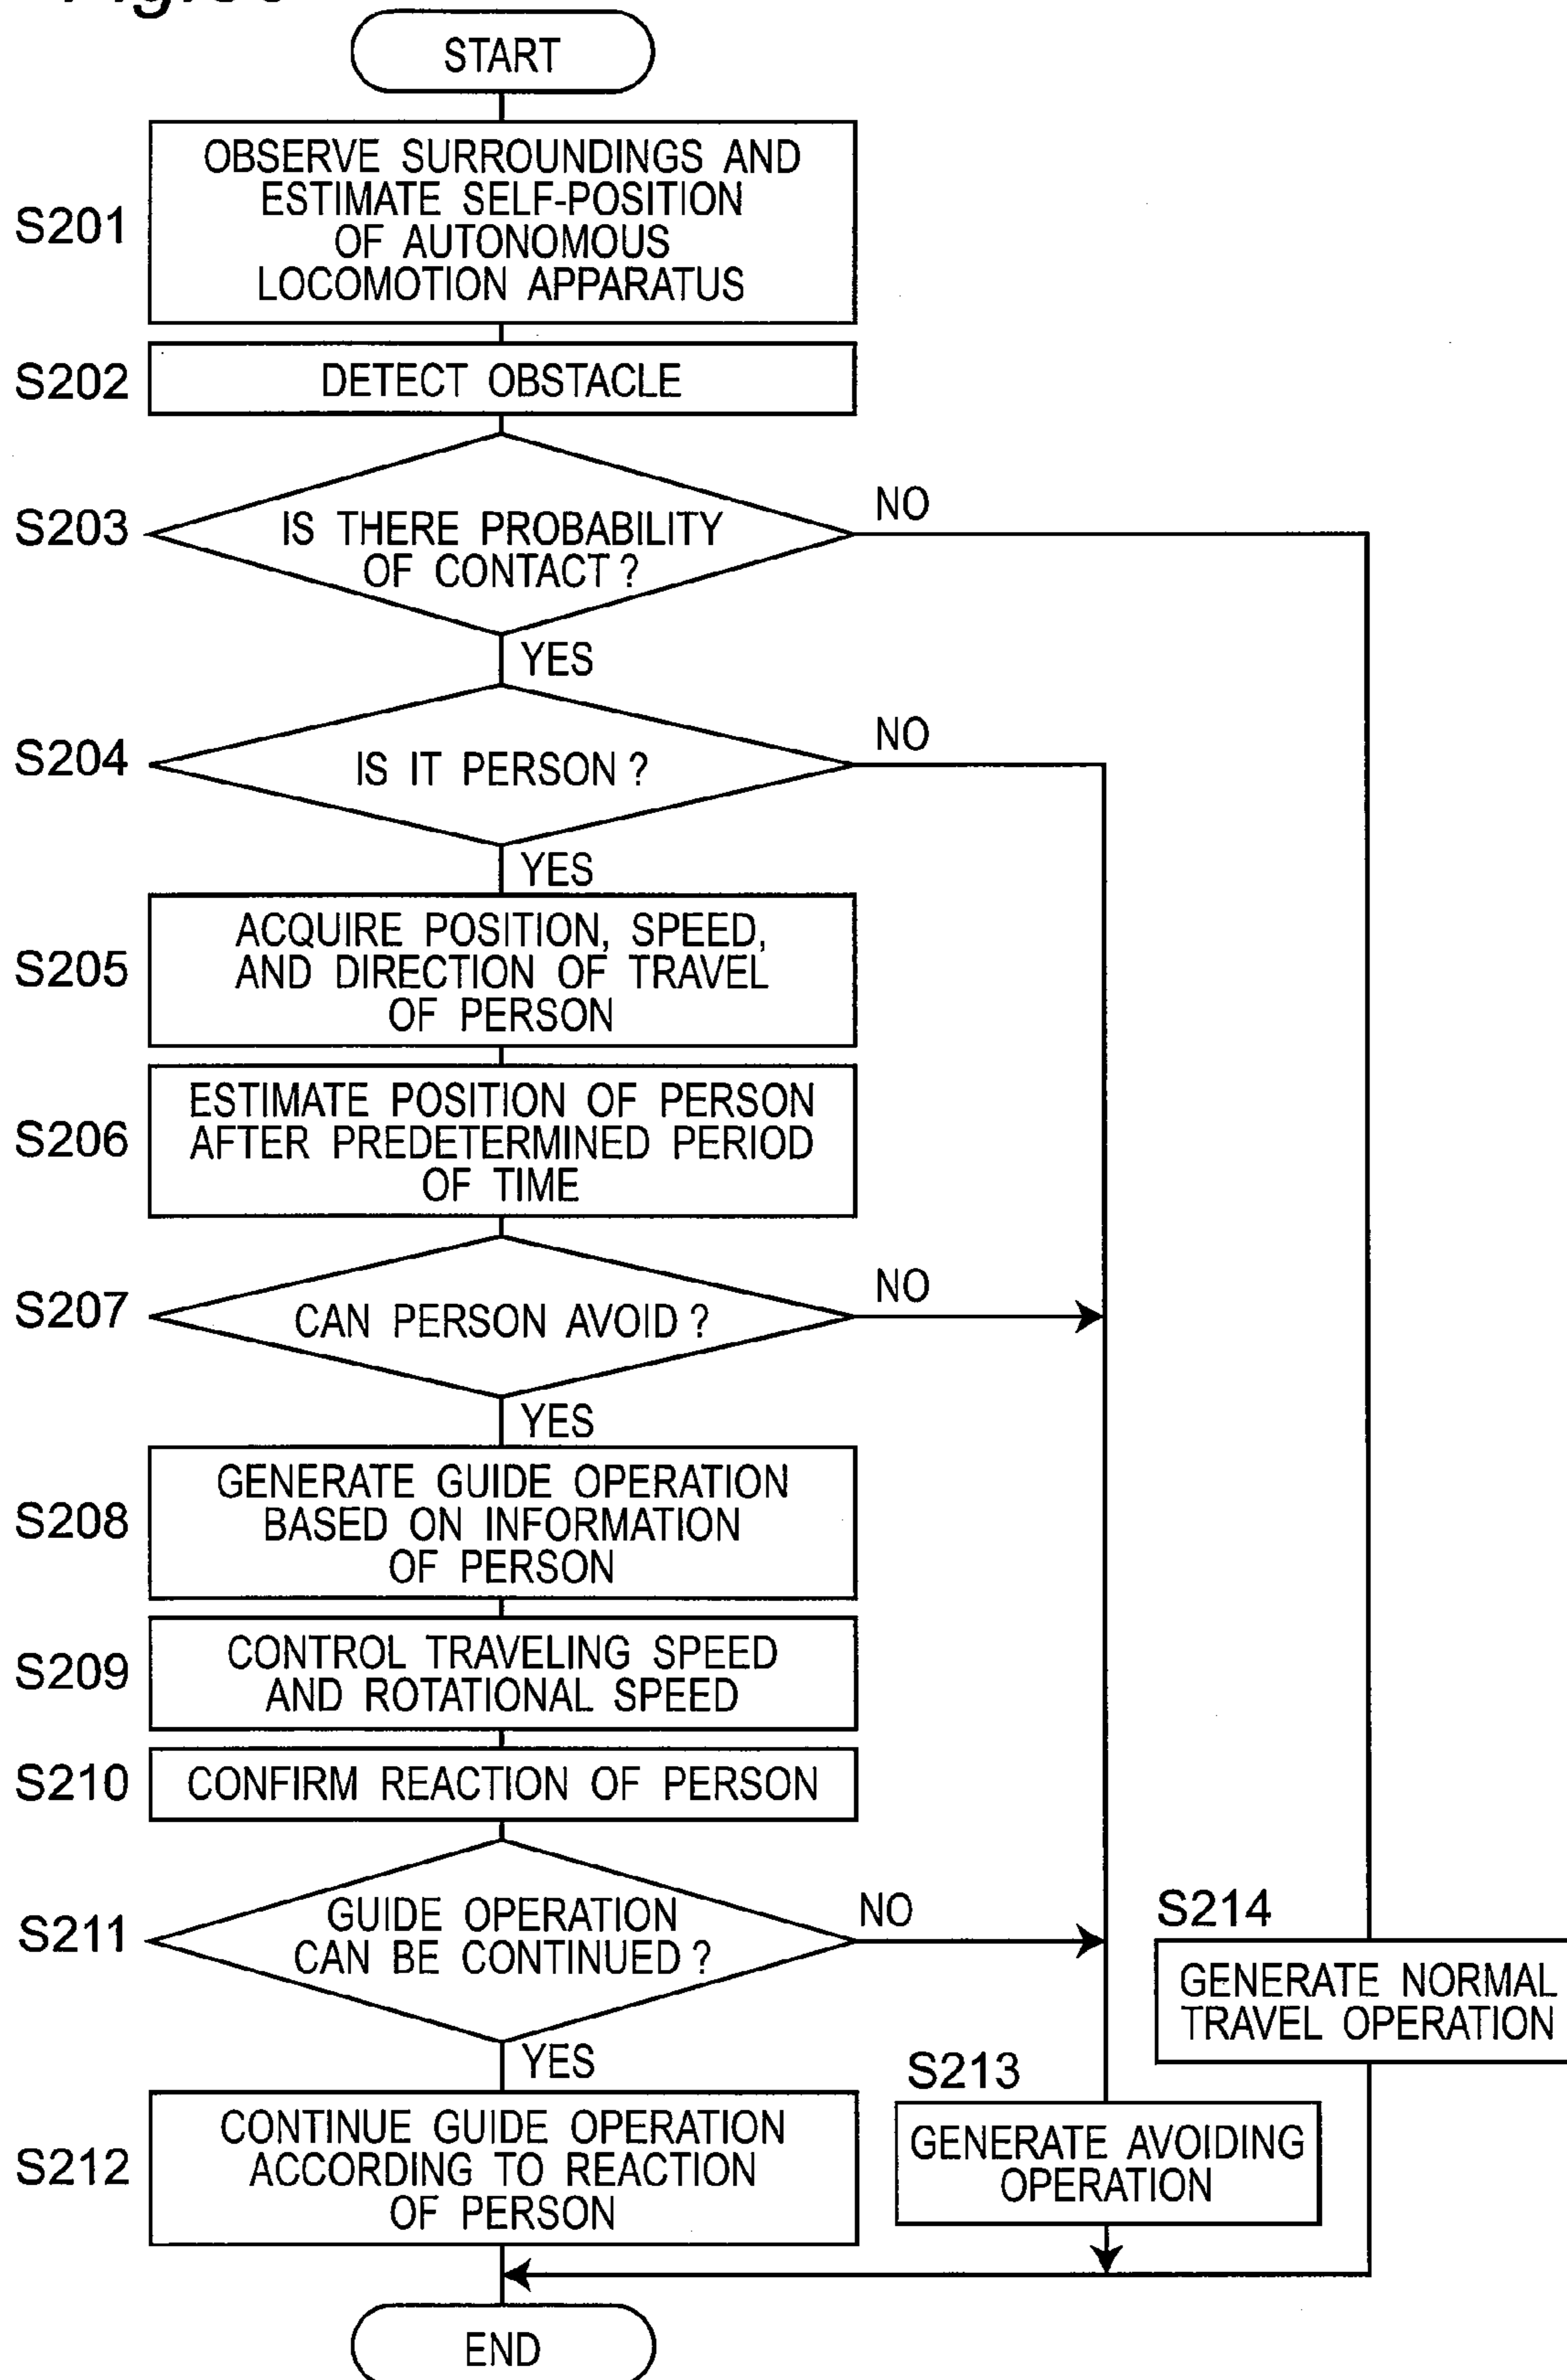 START
S201
OBSERVE SURROUNDINGS AND
ESTIMATE SELF-POSITION
OF AUTONOMOUS
LOCOMOTION APPARATUS
S202
DETECT OBSTACLE
S203
IS THERE PROBABILITY
OF CONTACT ?
NO
YES
S204
IS IT PERSON ?
NO
YES
S205
ACQUIRE POSITION, SPEED,
AND DIRECTION OF TRAVEL
OF PERSON
S206
ESTIMATE POSITION OF PERSON
AFTER PREDETERMINED PERIOD
OF TIME
S207
CAN PERSON AVOID ?
NO
YES
S208
GENERATE GUIDE OPERATION
BASED ON INFORMATION
OF PERSON
S209
CONTROL TRAVELING SPEED
AND ROTATIONAL SPEED
S210
CONFIRM REACTION OF PERSON
S211
GUIDE OPERATION
CAN BE CONTINUED ?
NO
YES
S214
GENERATE NORMAL
TRAVEL OPERATION
S213
GENERATE AVOIDING
OPERATION
S212
CONTINUE GUIDE OPERATION
ACCORDING TO REACTION
OF PERSON
END